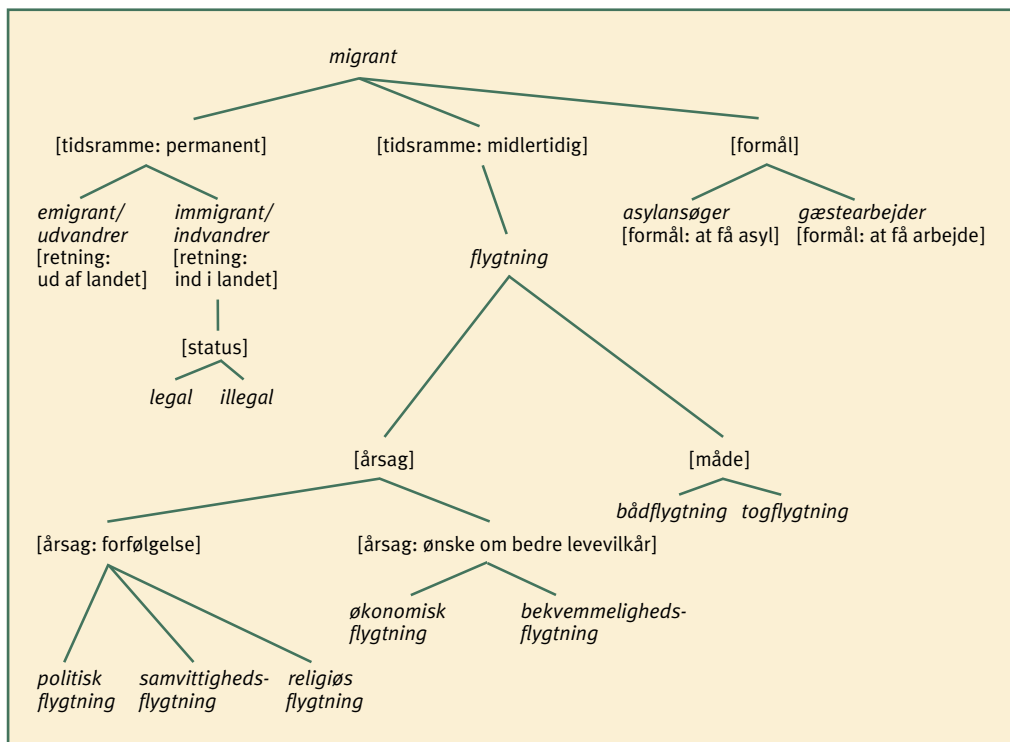 migrant
[tidsramme: permanent]
[tidsramme: midlertidig]
[formål]
emigrant/
udvandrer
[retning:
ud af landet]
immigrant/
indvandrer
[retning:
ind i landet]
asylansøger
[formål: at få asyl]
gæstearbejder
[formål: at få arbejde]
flygtning
[status]
legal
illegal
[årsag]
[måde]
bådflygtning
togflygtning
[årsag: forfølgelse]
[årsag: ønske om bedre levevilkår]
økonomisk
flygtning
bekvemmeligheds-
flygtning
politisk
flygtning
samvittigheds-
flygtning
religiøs
flygtning